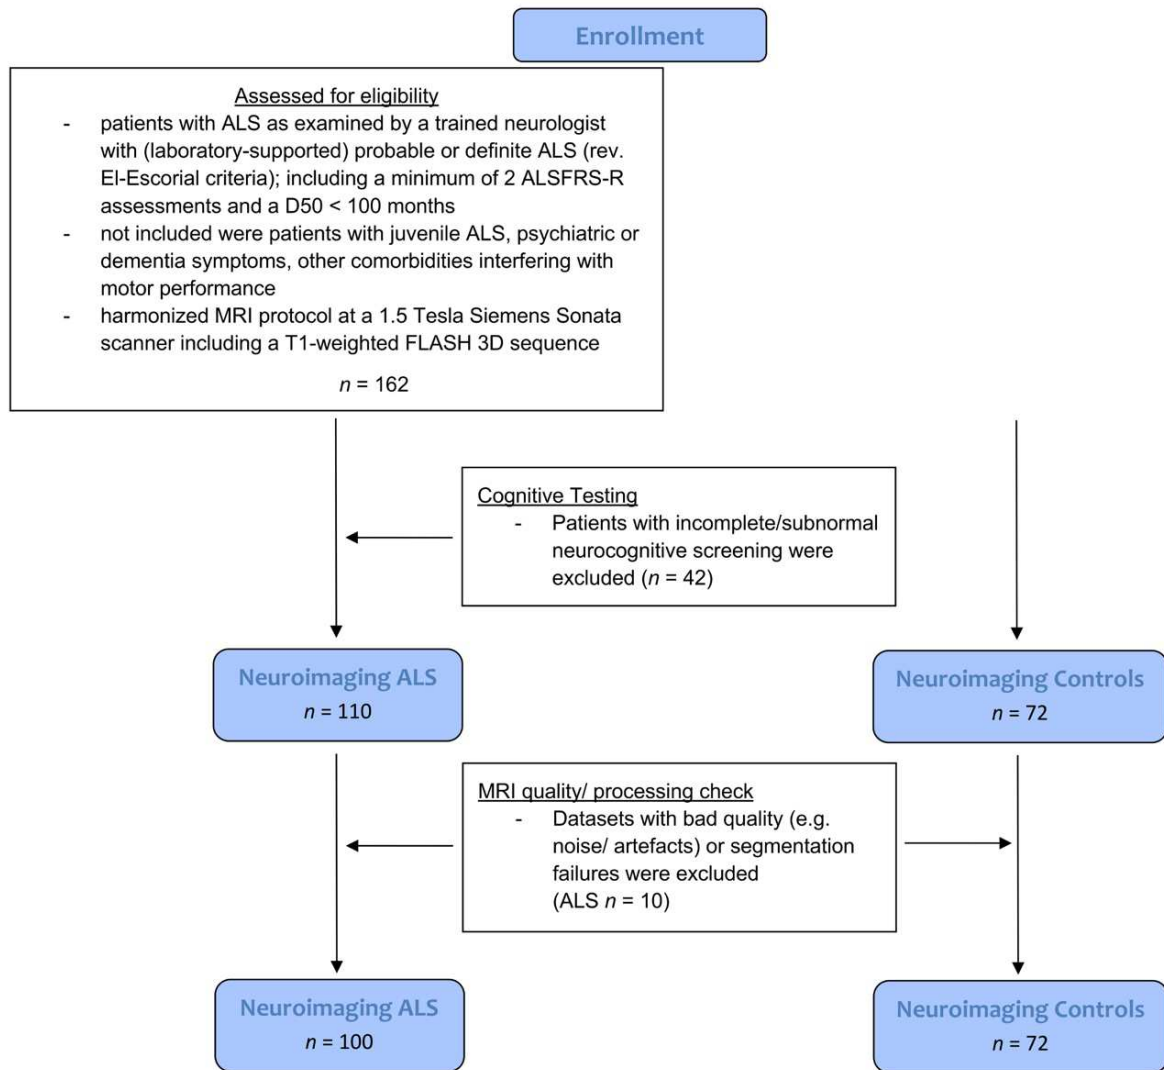 Enrollment
Assessed for eligibility
- patients with ALS as examined by a trained neurologist
with (laboratory-supported) probable or definite ALS (rev.
El-Escorial criteria); including a minimum of 2 ALSFRS-R
assessments and a D50 < 100 months
- not included were patients with juvenile ALS, psychiatric or
dementia symptoms, other comorbidities interfering with
motor performance
- harmonized MRI protocol at a 1.5 Tesla Siemens Sonata
scanner including a T1-weighted FLASH 3D sequence
n = 162
Cognitive Testing
- Patients with incomplete/subnormal
neurocognitive screening were
excluded (n = 42)
Neuroimaging ALS
n = 110
Neuroimaging Controls
n = 72
MRI quality/ processing check
- Datasets with bad quality (e.g.
noise/ artefacts) or segmentation
failures were excluded
(ALS n = 10)
Neuroimaging ALS
n = 100
Neuroimaging Controls
n = 72